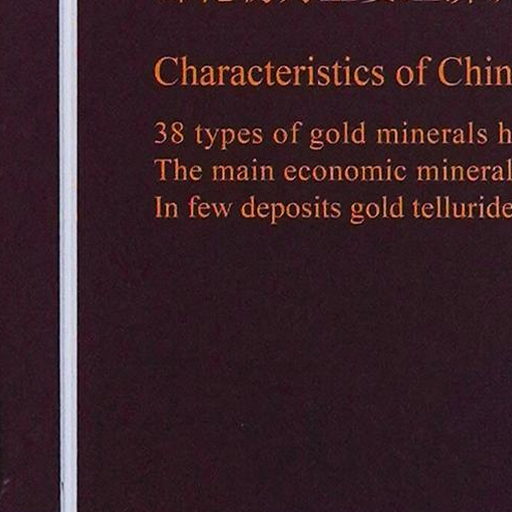 Characteristics of Chin
38 types of gold minerals h
The main economic mineral
In few deposits gold telluride